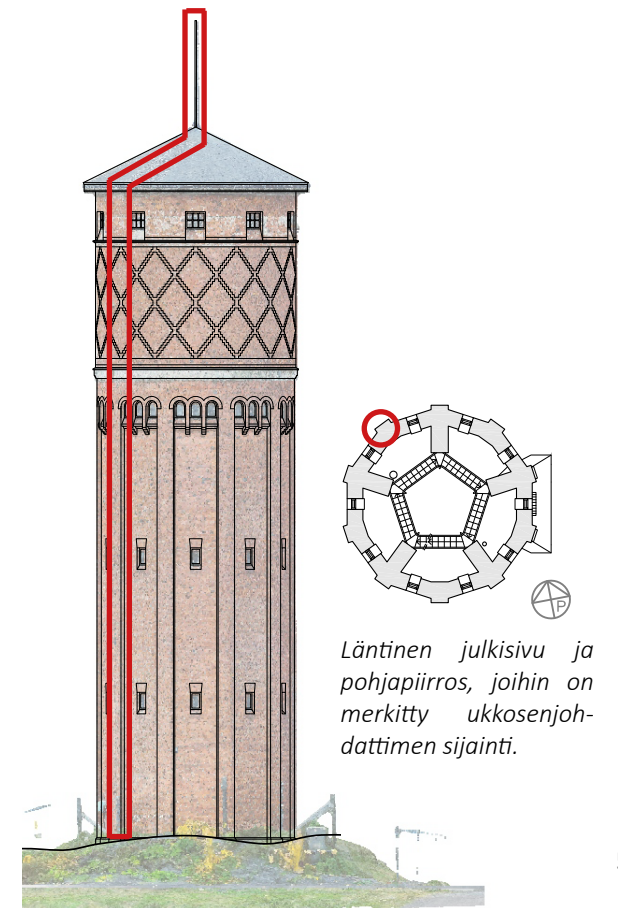 P
Läntinen julkisivu ja
pohjapiirros, joihin on
merkitty ukkosenjoh-
dattimen sijainti.